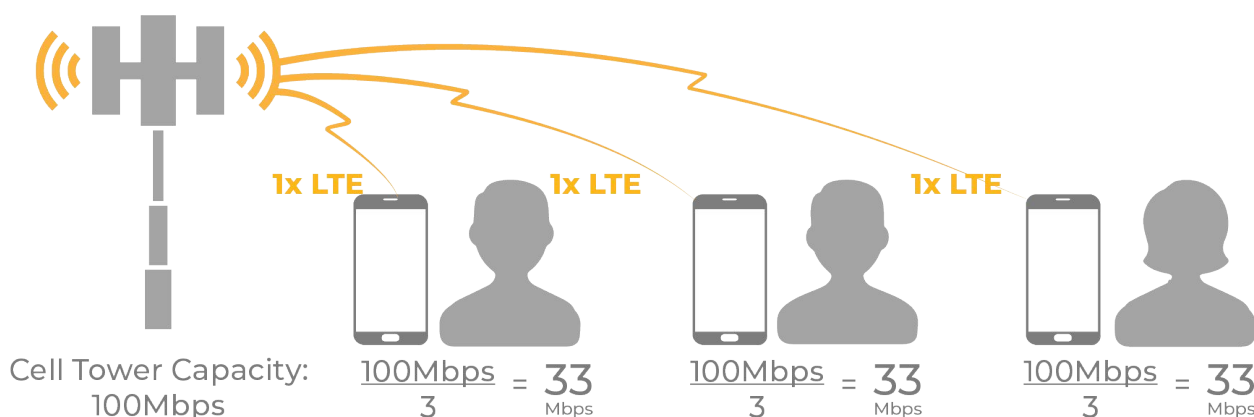 1x LTE
1x LTE
1x LTE
Cell Tower Capacity:
100Mbps
100Mbps
3
= 33
Mbps
100Mbps
3
= 33
Mbps
100Mbps
3
= 33
Mbps